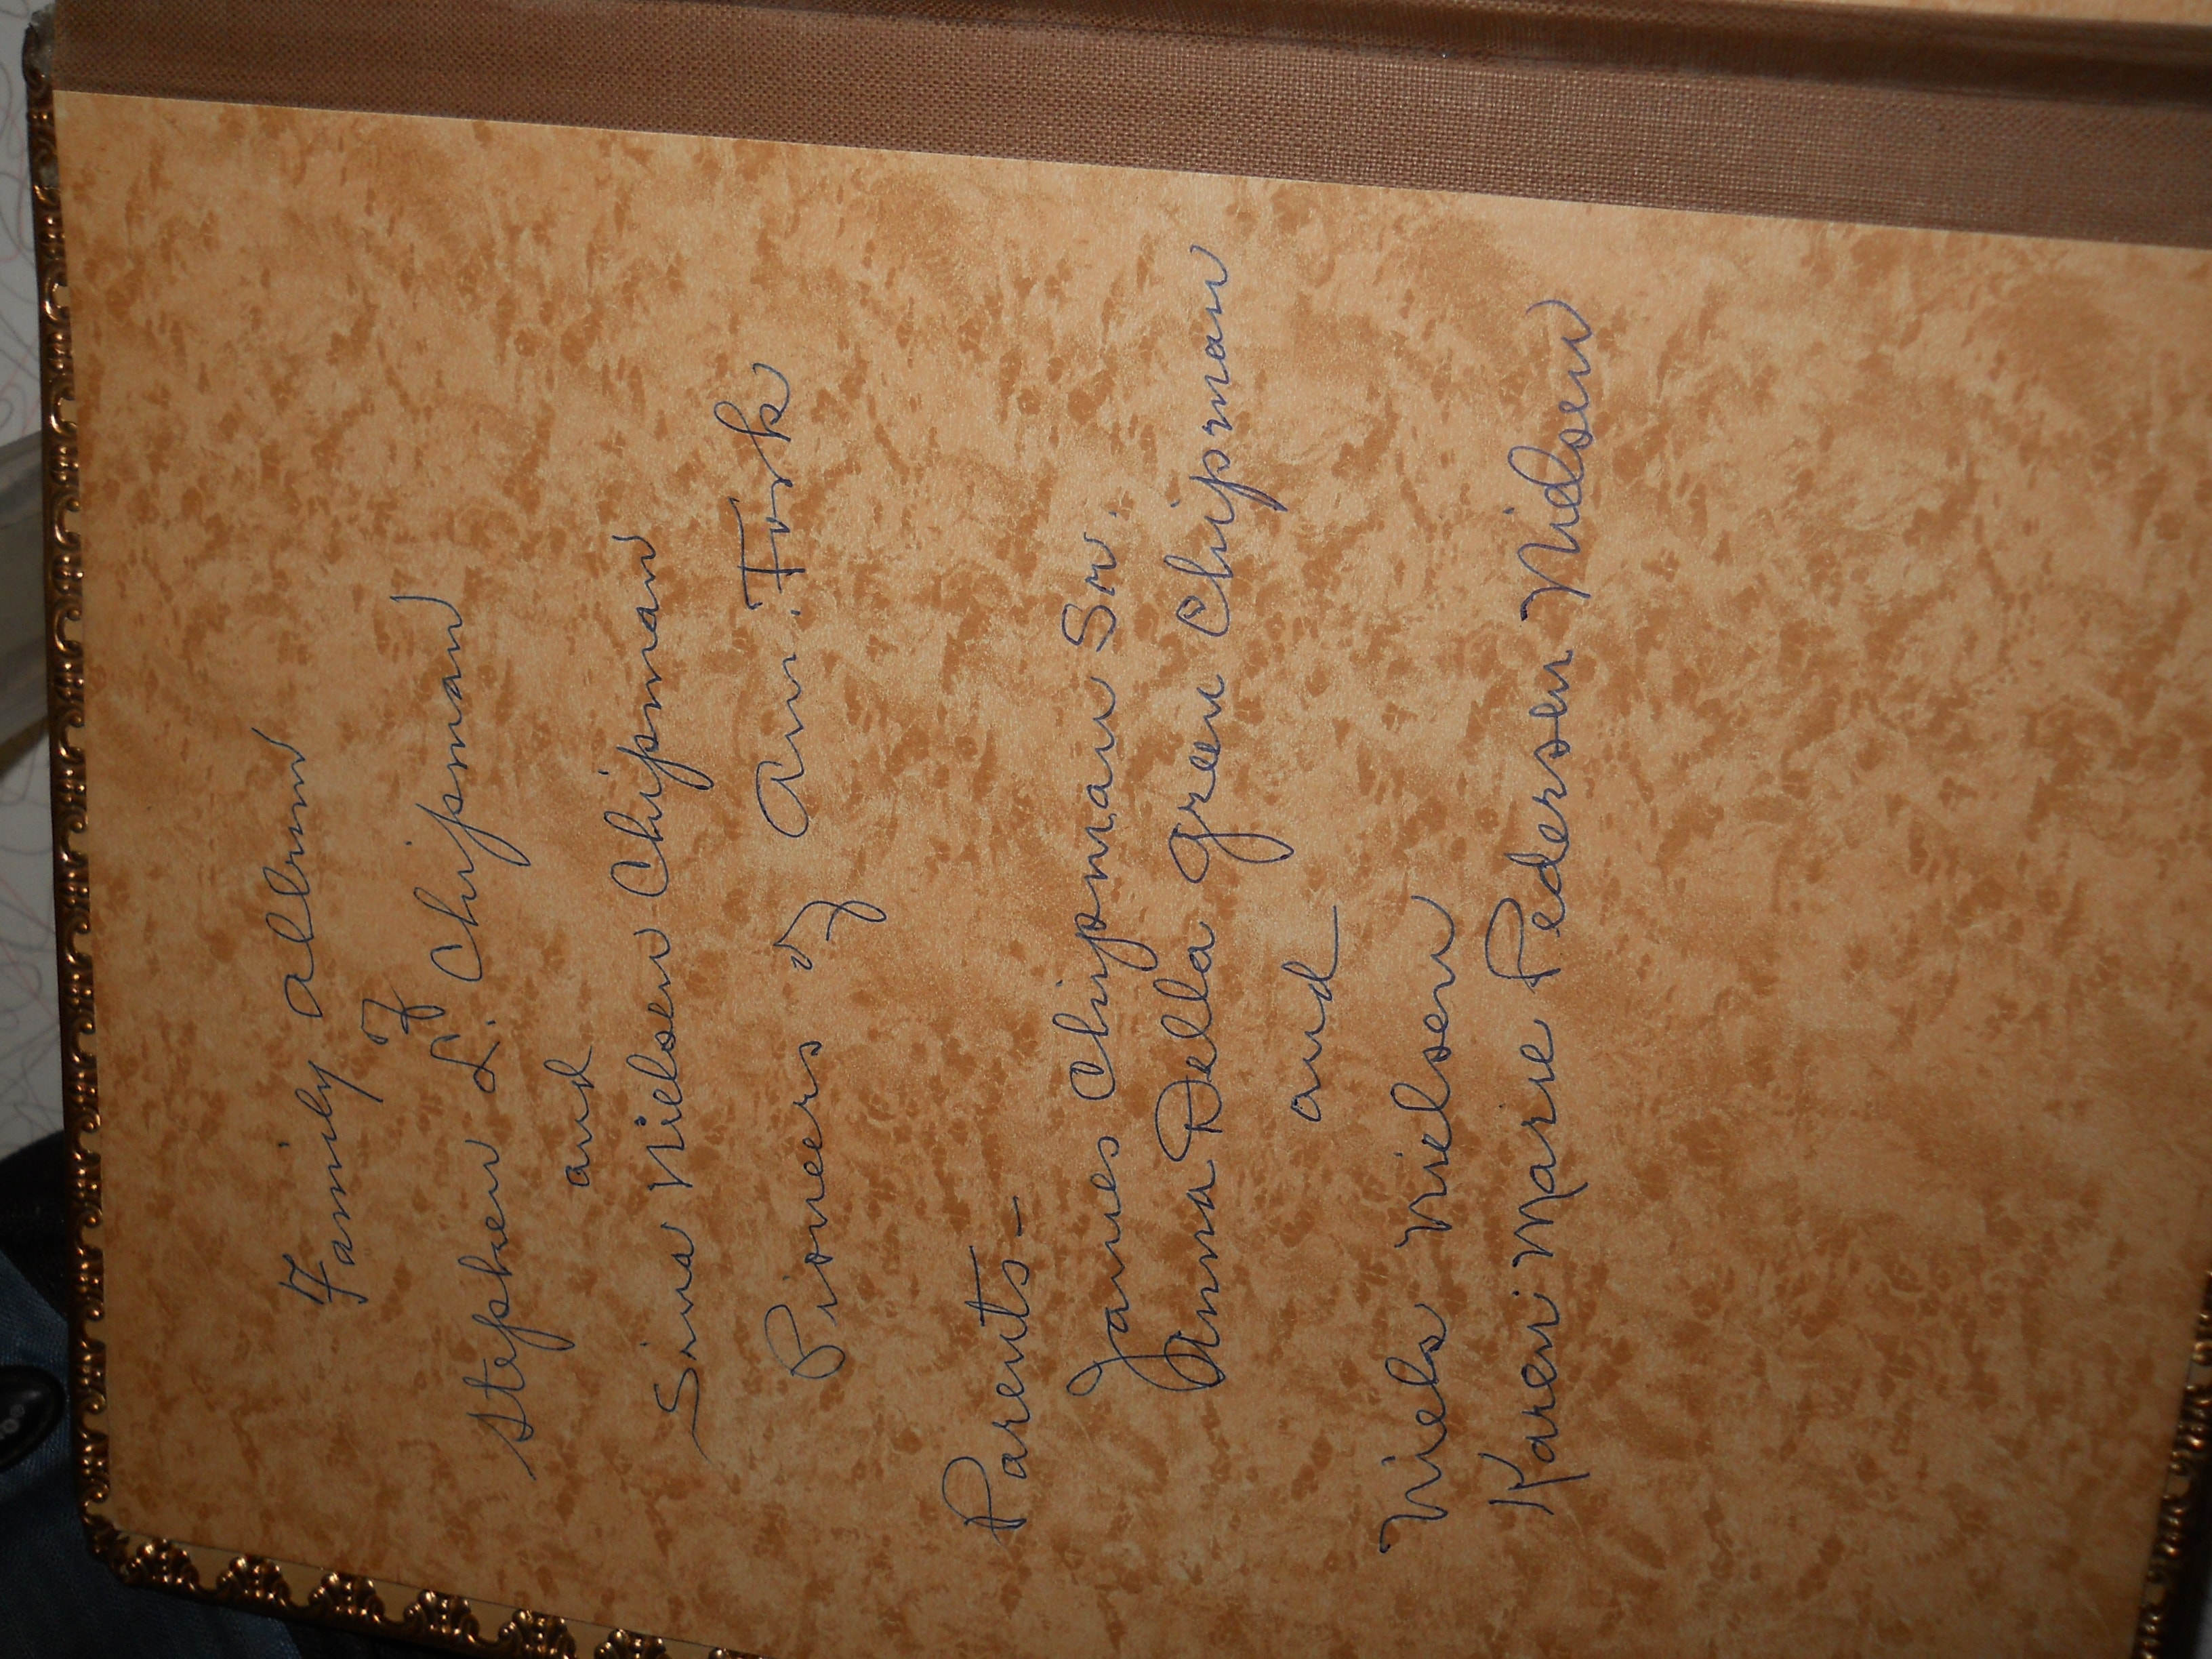 Family Album
of
Stephen L. Chipman
and
Sina Nielsen Chipman
Pioneers of Am. Fork
Parents-
James Chipman Sr.
Anna Della Green Chipman
and
Niels Nielsen
Karen Marie Pedersen Nielsen